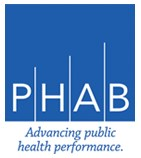 PHAB
Advancing public
health performance.